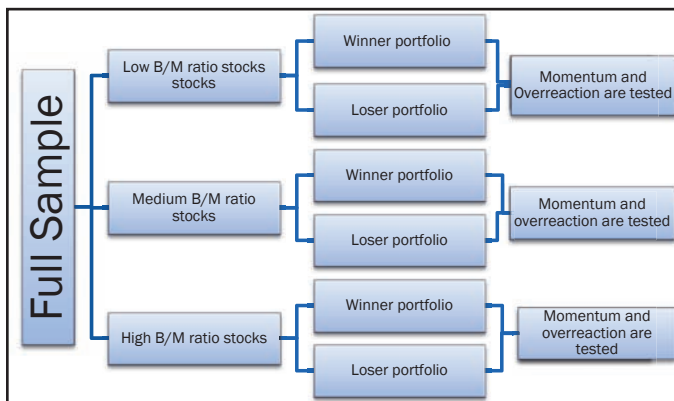 Full Sample
Low B/M ratio stocks
stocks
Winner portfolio
Loser portfolio
Momentum and
Overreaction are tested
Medium B/M ratio
stocks
Winner portfolio
Loser portfolio
Momentum and
overreaction are tested
High B/M ratio stocks
Winner portfolio
Loser portfolio
Momentum and
overreaction are
tested